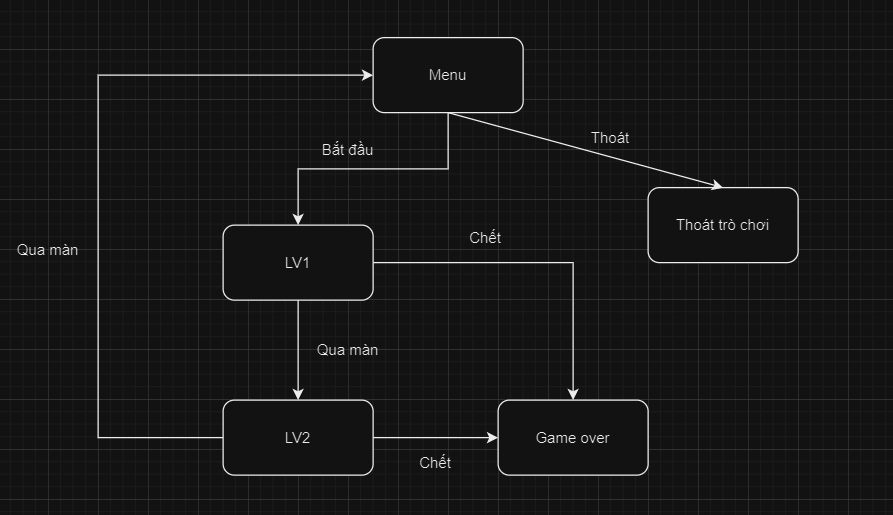 Menu
Thoát
Bắt đầu
Thoát trò chơi
Chết
Qua màn
LV1
Qua màn
LV2
Game over
Chết